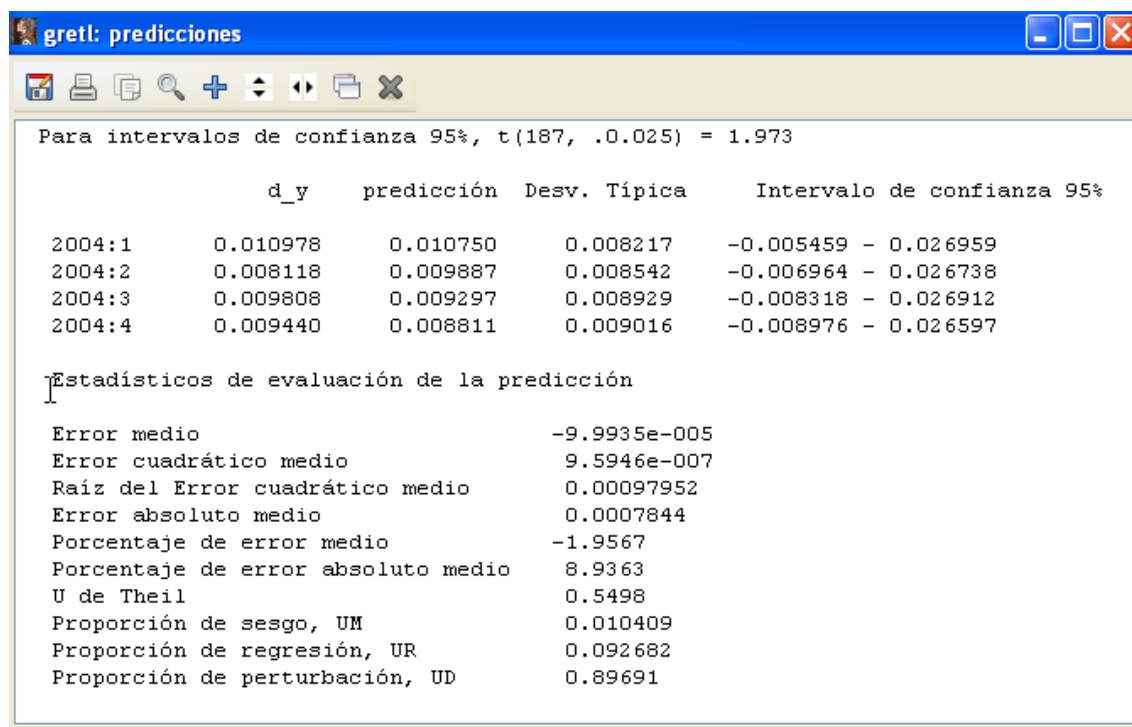 gretl: predicciones
Para intervalos de confianza 95%, t(187, .0.025) = 1.973
d_y predicción Desv. Típica Intervalo de confianza 95%
2004:1 0.010978 0.010750 0.008217 -0.005459 - 0.026959
2004:2 0.008118 0.009887 0.008542 -0.006964 - 0.026738
2004:3 0.009808 0.009297 0.008929 -0.008318 - 0.026912
2004:4 0.009440 0.008811 0.009016 -0.008976 - 0.026597
Estadísticos de evaluación de la predicción
Error medio -9.9935e-005
Error cuadrático medio 9.5946e-007
Raíz del Error cuadrático medio 0.00097952
Error absoluto medio 0.0007844
Porcentaje de error medio -1.9567
Porcentaje de error absoluto medio 8.9363
U de Theil 0.5498
Proporción de sesgo, UM 0.010409
Proporción de regresión, UR 0.092682
Proporción de perturbación, UD 0.89691